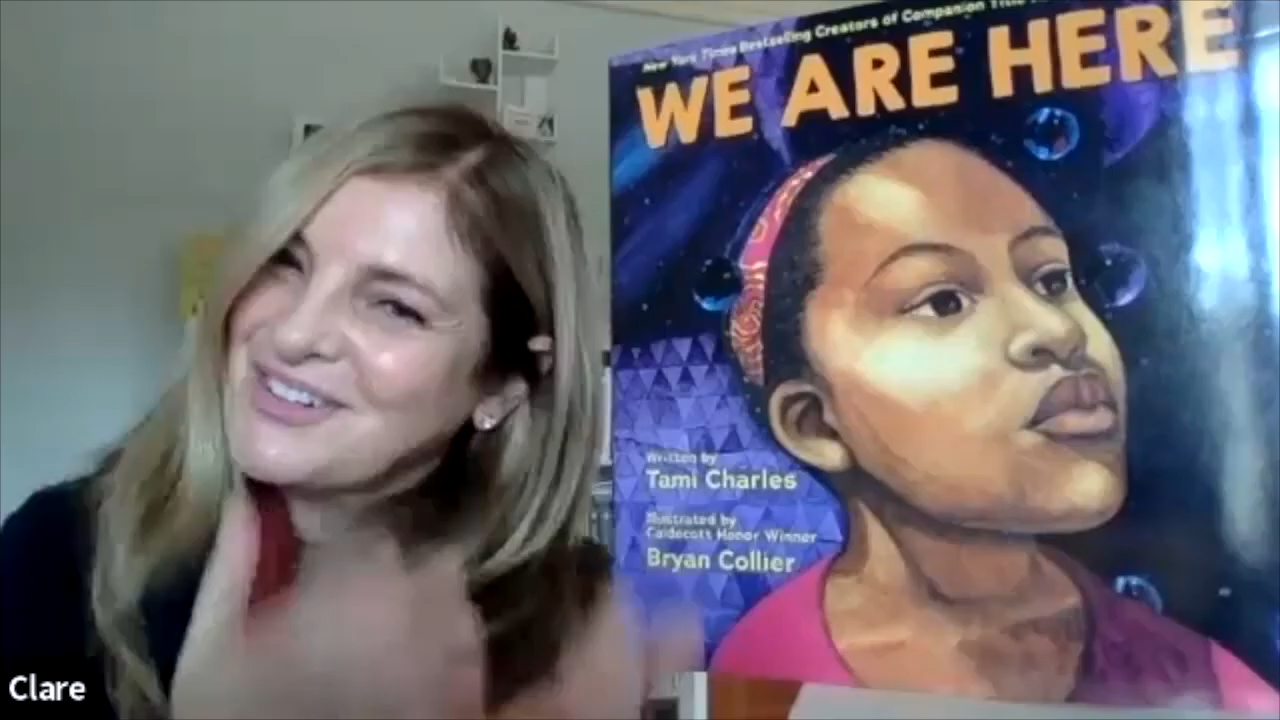 New York Times Bestselling Creators of Companion Title
WE ARE HERE
Written by
Tami Charles
Illustrated by
Caldecott Honor Winner
Bryan Collier
Clare